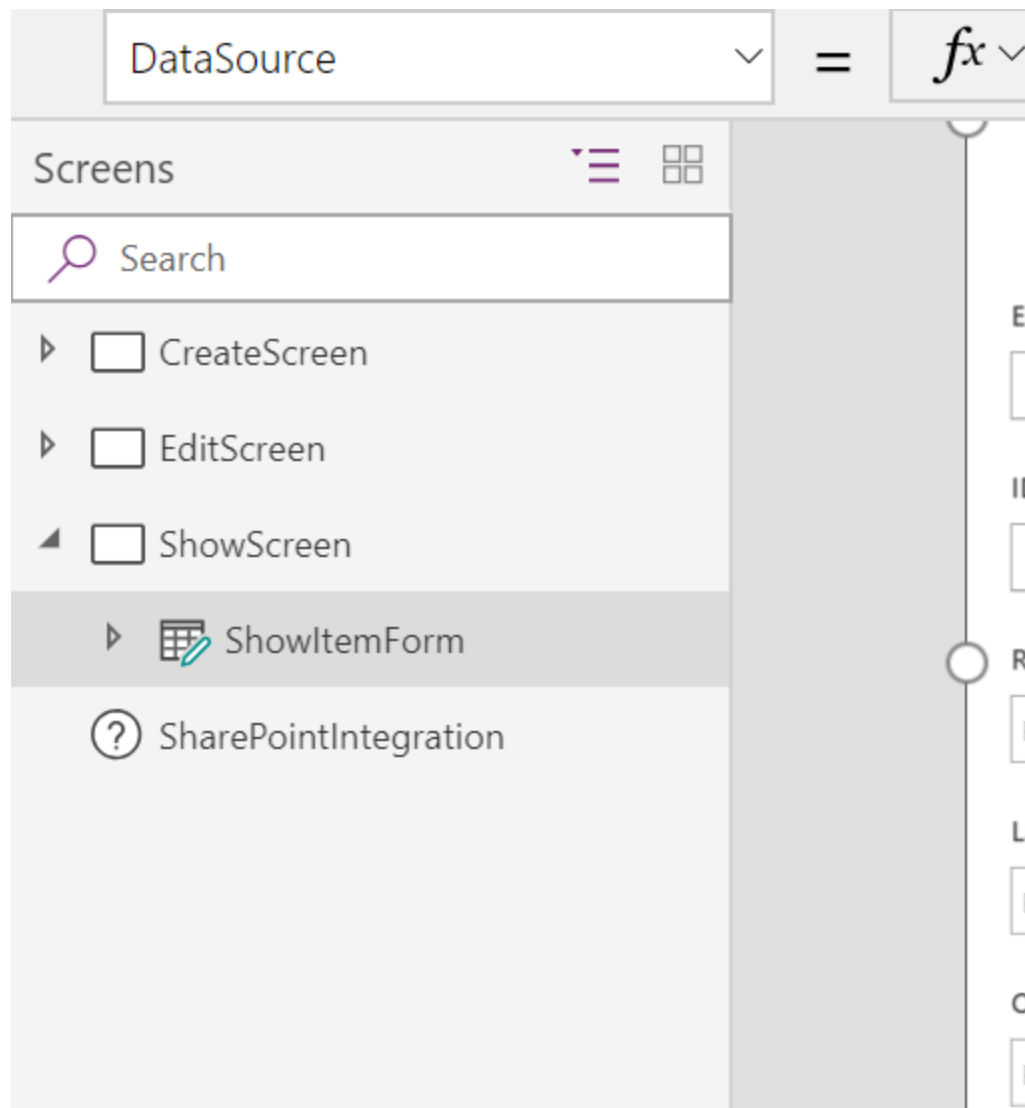 DataSource
=
fx
Screens
Search
CreateScreen
EditScreen
ShowScreen
ShowItemForm
SharePointIntegration